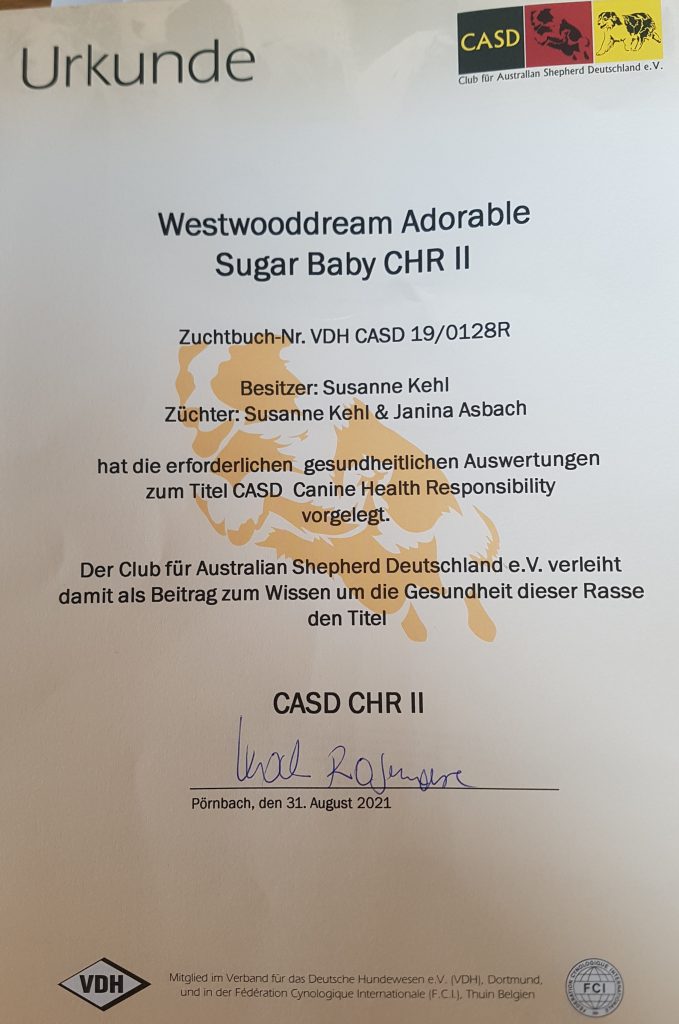 Urkunde
CASD
Club für Australian Shepherd Deutschland e.V.
Westwooddream Adorable
Sugar Baby CHR II
Zuchtbuch-Nr. VDH CASD 19/0128R
Besitzer: Susanne Kehl
Züchter: Susanne Kehl & Janina Asbach
hat die erforderlichen gesundheitlichen Auswertungen
zum Titel CASD Canine Health Responsibility
vorgelegt.
Der Club für Australian Shepherd Deutschland e.V. verleiht
damit als Beitrag zum Wissen um die Gesundheit dieser Rasse
den Titel
CASD CHR II
Pörnbach, den 31. August 2021
VDH
Mitglied im Verband für das Deutsche Hundewesen e.V. (VDH), Dortmund,
und in der Fédération Cynologique Internationale (F.C.I.), Thuin Belgien
FEDERATION CYNOLOGIQUE INTERNATIONALE
FCI